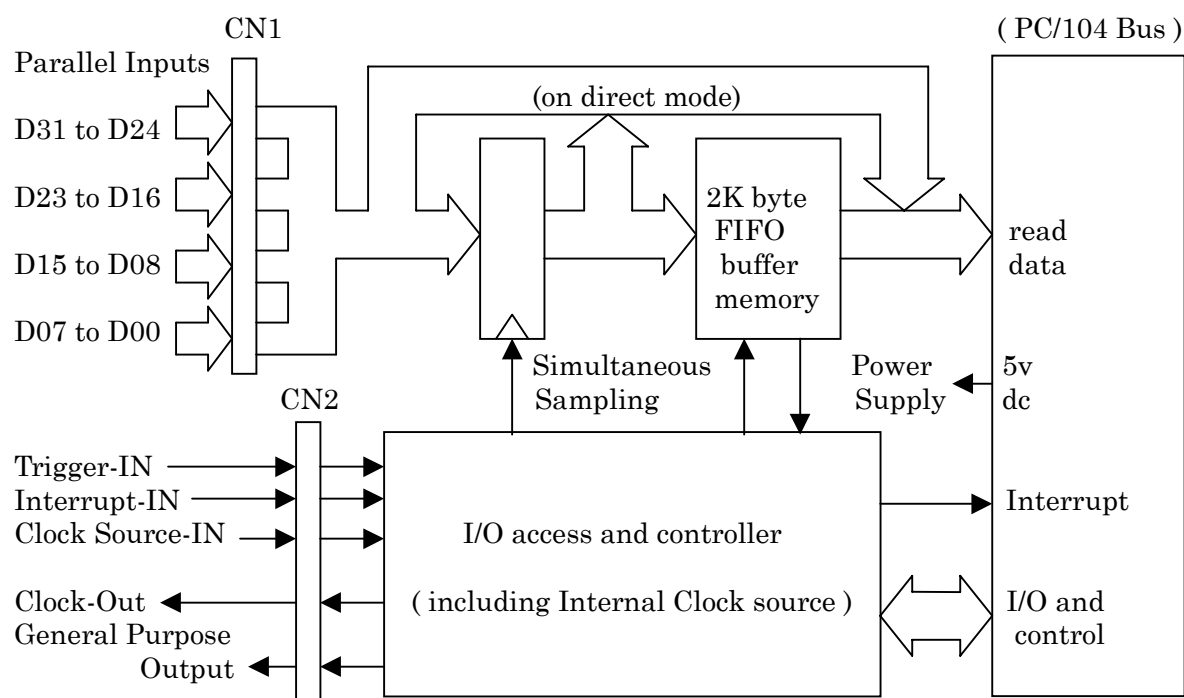 CN1
( PC/104 Bus )
Parallel Inputs
(on direct mode)
D31 to D24
D23 to D16
D15 to D08
D07 to D00
2K byte
FIFO
buffer
memory
read
data
Simultaneous
Sampling
Power
Supply
5v
dc
CN2
Trigger-IN
Interrupt-IN
Clock Source-IN
I/O access and controller
( including Internal Clock source )
Interrupt
Clock-Out
General Purpose
Output
I/O and
control